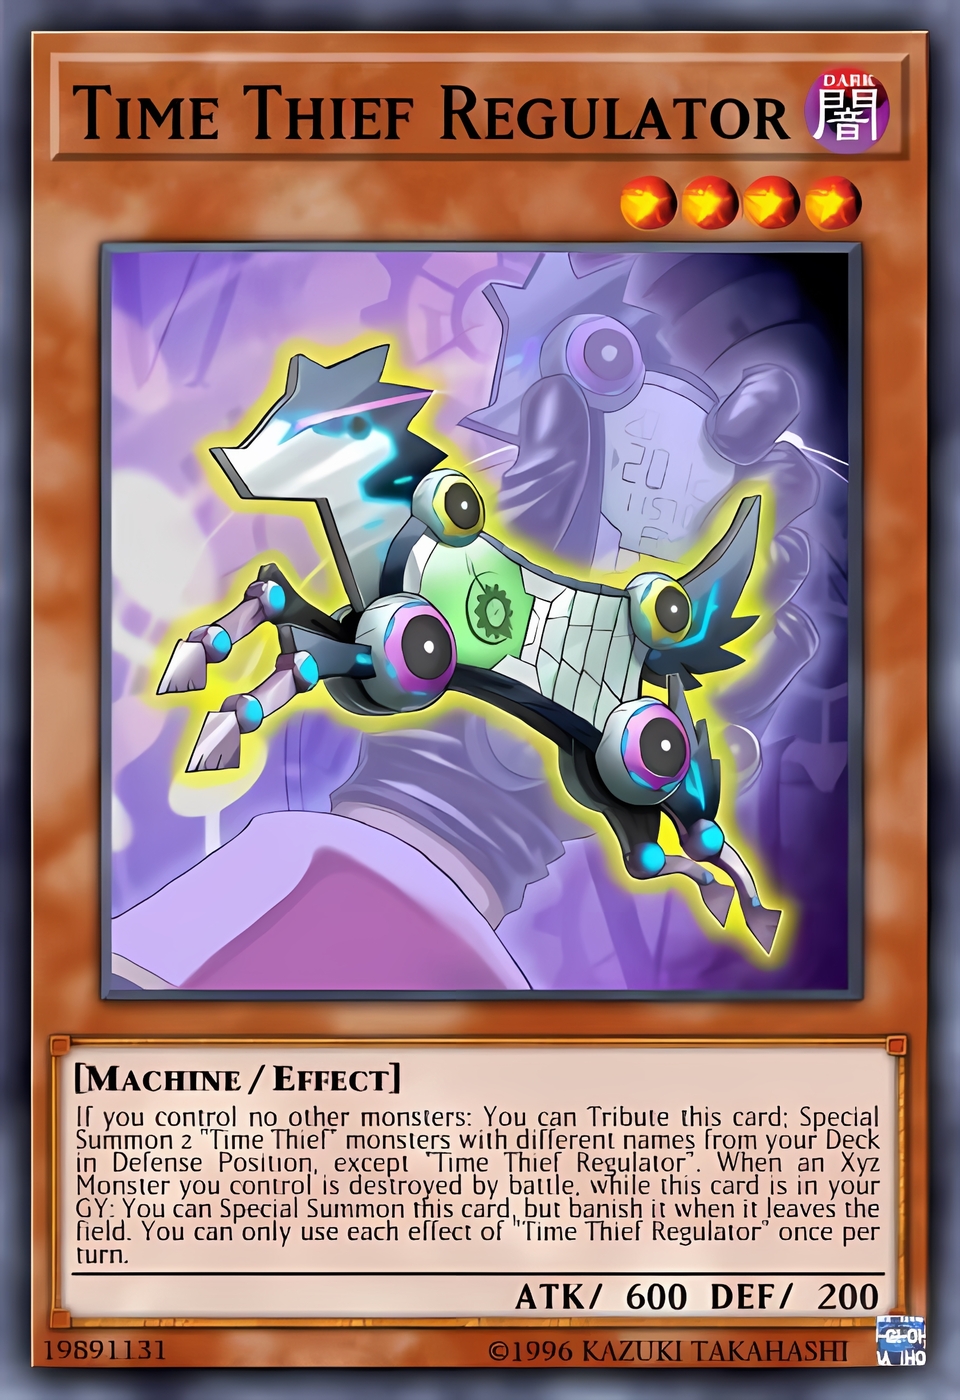 TIME THIEF REGULATOR
DARK
闇
[MACHINE / EFFECT]
If you control no other monsters: You can Tribute this card; Special
Summon 2 "Time Thief" monsters with different names from your Deck
in Defense Position, except "Time Thief Regulator". When an Xyz
Monster you control is destroyed by battle, while this card is in your
GY: You can Special Summon this card, but banish it when it leaves the
field. You can only use each effect of "Time Thief Regulator" once per
turn.
ATK/ 600 DEF/ 200
19891131
©1996 KAZUKI TAKAHASHI